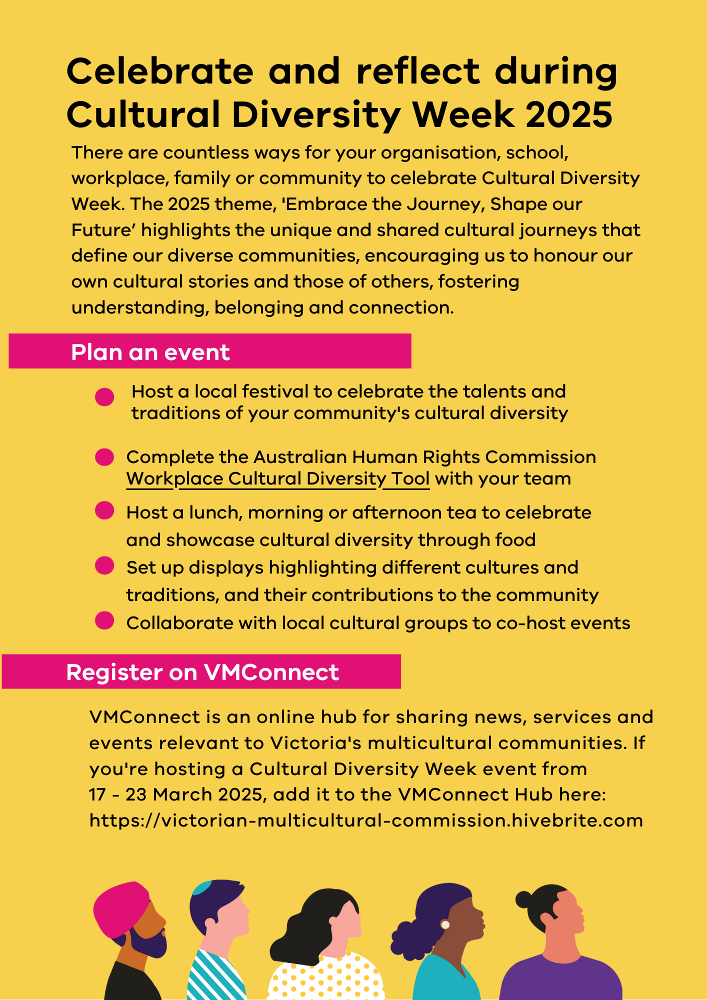 Celebrate and reflect during
Cultural Diversity Week 2025
There are countless ways for your organisation, school,
workplace, family or community to celebrate Cultural Diversity
Week. The 2025 theme, 'Embrace the Journey, Shape our
Future’ highlights the unique and shared cultural journeys that
define our diverse communities, encouraging us to honour our
own cultural stories and those of others, fostering
understanding, belonging and connection.
Plan an event
Host a local festival to celebrate the talents and
traditions of your community's cultural diversity
Complete the Australian Human Rights Commission
Workplace Cultural Diversity Tool with your team
Host a lunch, morning or afternoon tea to celebrate
and showcase cultural diversity through food
Set up displays highlighting different cultures and
traditions, and their contributions to the community
Collaborate with local cultural groups to co-host events
Register on VMConnect
VMConnect is an online hub for sharing news, services and
events relevant to Victoria's multicultural communities. If
you're hosting a Cultural Diversity Week event from
17 - 23 March 2025, add it to the VMConnect Hub here:
https://victorian-multicultural-commission.hivebrite.com